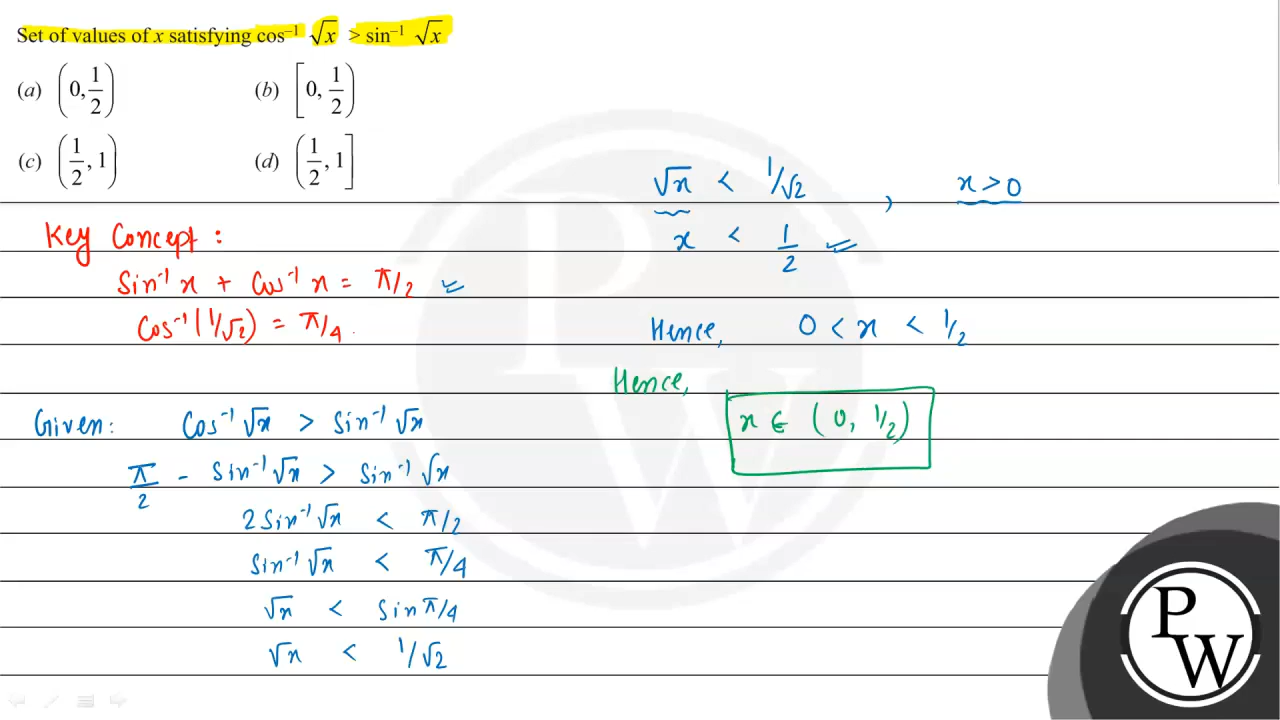 Set of values of x satisfying cos⁻¹ √x > sin⁻¹ √x
(a) (0, 1/2) (b) [0, 1/2)
(c) (1/2, 1) (d) (1/2, 1]
Key Concept :
Sin⁻¹ x + Cos⁻¹ x = π/2
Cos⁻¹ (1/√2) = π/4
Given: Cos⁻¹ √x > Sin⁻¹ √x
π/2 - Sin⁻¹ √x > Sin⁻¹ √x
2 Sin⁻¹ √x < π/2
Sin⁻¹ √x < π/4
√x < Sin π/4
√x < 1/√2
√x < 1/√2 , x > 0
x < 1/2
Hence, 0 < x < 1/2
Hence,
x ∈ (0, 1/2)
PW
PW